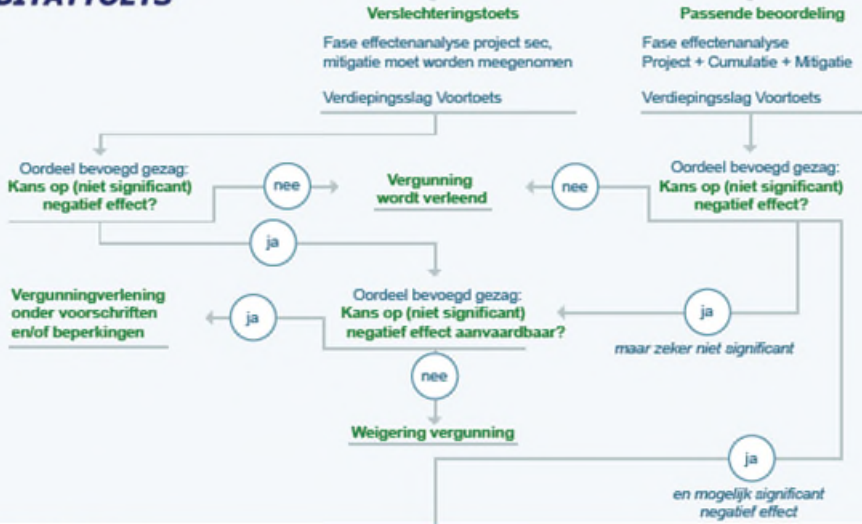 Verslechteringstoets
Fase effectenanalyse project sec,
mitigatie moet worden meegenomen
Verdiepingsslag Voortoets
Passende beoordeling
Fase effectenanalyse
Project + Cumulatie + Mitigatie
Verdiepingsslag Voortoets
Oordeel bevoegd gezag:
Kans op (niet significant)
negatief effect?
nee
Vergunning
wordt verleend
nee
Oordeel bevoegd gezag:
Kans op (niet significant)
negatief effect?
ja
Vergunningverlening
onder voorschriften
en/of beperkingen
ja
Oordeel bevoegd gezag:
Kans op (niet significant)
negatief effect aanvaardbaar?
ja
maar zeker niet significant
nee
Weigering vergunning
ja
en mogelijk significant
negatief effect